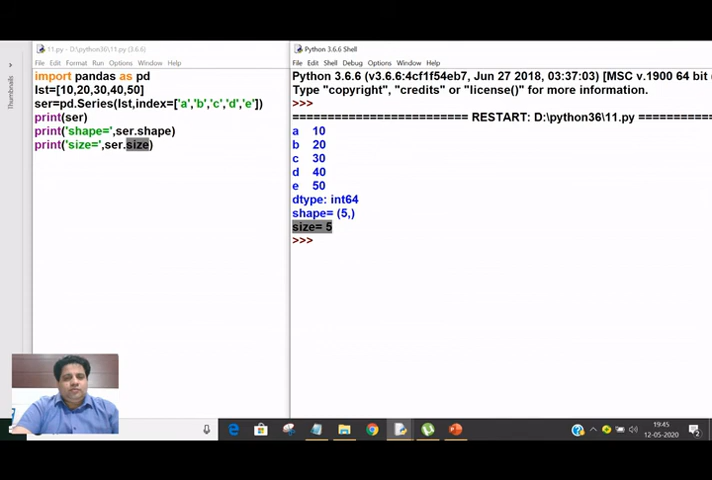 11.py - D:\python36\11.py (3.6.6)
File Edit Format Run Options Window Help
import pandas as pd
lst=[10,20,30,40,50]
ser=pd.Series(lst,index=['a','b','c','d','e'])
print(ser)
print('shape=',ser.shape)
print('size=',ser.size)
Thumbnails
Python 3.6.6 Shell
File Edit Shell Debug Options Window Help
Python 3.6.6 (v3.6.6:4cf1f54eb7, Jun 27 2018, 03:37:03) [MSC v.1900 64 bit
Type "copyright", "credits" or "license()" for more information.
>>>
========================= RESTART: D:\python36\11.py ==========
a 10
b 20
c 30
d 40
e 50
dtype: int64
shape= (5,)
size= 5
>>>
19:45
12-05-2020